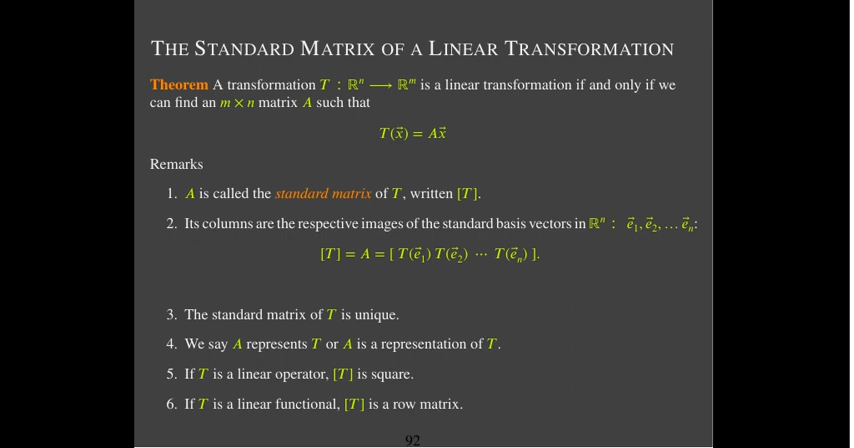 THE STANDARD MATRIX OF A LINEAR TRANSFORMATION
Theorem A transformation T : ℝⁿ ⟶ ℝᵐ is a linear transformation if and only if we
can find an m × n matrix A such that
T(x⃗) = Ax⃗
Remarks
1. A is called the standard matrix of T, written [T].
2. Its columns are the respective images of the standard basis vectors in ℝⁿ : e⃗₁, e⃗₂, … e⃗ₙ:
[T] = A = [ T(e⃗₁) T(e⃗₂) ⋯ T(e⃗ₙ) ].
3. The standard matrix of T is unique.
4. We say A represents T or A is a representation of T.
5. If T is a linear operator, [T] is square.
6. If T is a linear functional, [T] is a row matrix.
92